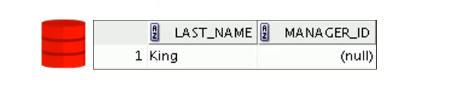 LAST_NAME MANAGER_ID
1 King (null)